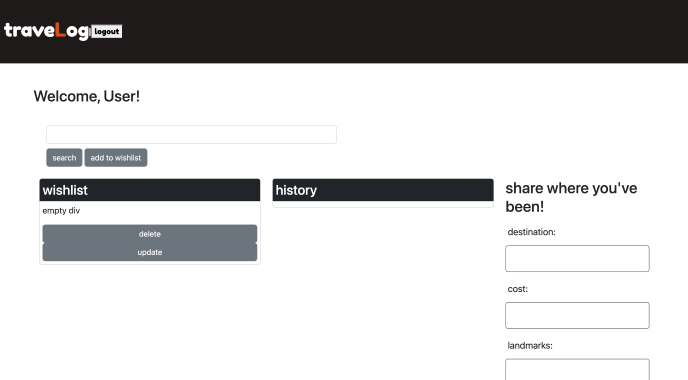 traveLog logout
Welcome, User!
search add to wishlist
wishlist
empty div
delete
update
history
share where you've
been!
destination:
cost:
landmarks: